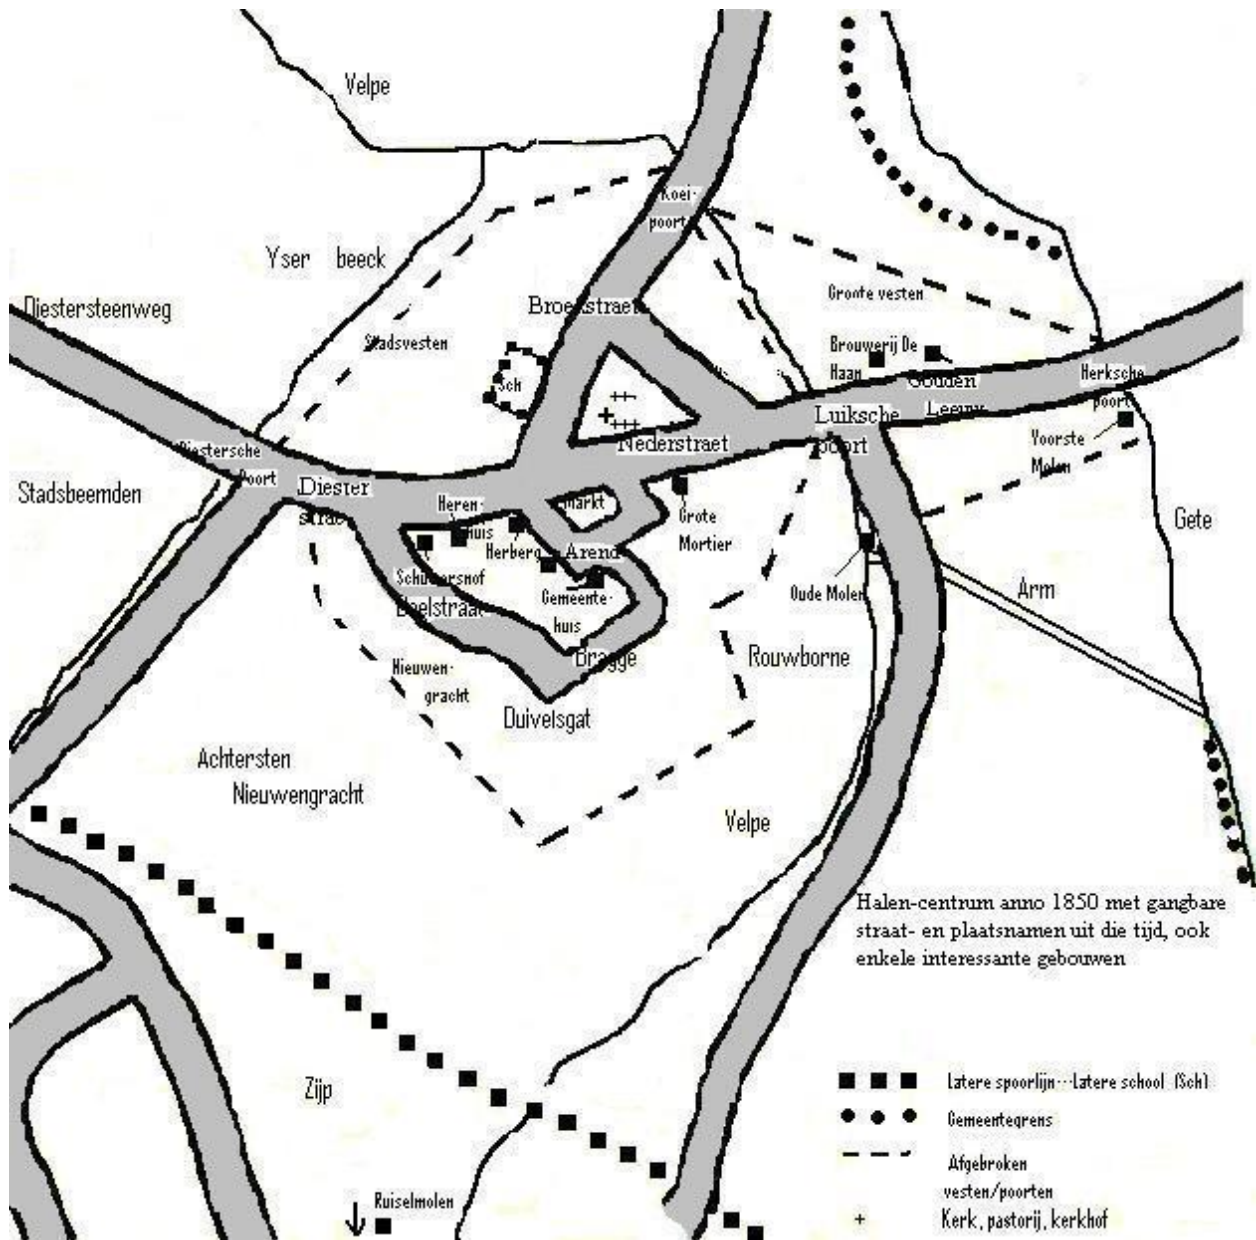 Velpe
Koei-
poort
Yser beeck
Diestersteenweg
Broekstraet
Groote vesten
Stadsvesten
Brouwerij De
Haan
Gouden
Leeuw
Herksche
poort
Sch
Luiksche
poort
Nederstraet
Voorste
Molen
Diestersche
Poort
Stadsbeemden
Diester
straet
Heren-
huis
Markt
Grote
Mortier
Gete
Herberg
Arend
Schuttershof
Gemeente-
huis
Oude Molen
Arm
Doelstraat
Bragge
Rouwborne
Nieuwen-
gracht
Duivelsgat
Achtersten
Nieuwengracht
Velpe
Halen-centrum anno 1850 met gangbare
straat- en plaatsnamen uit die tijd, ook
enkele interessante gebouwen
Zijp
Latere spoorlijn...Latere school (Sch)
Gemeentegrens
Afgebroken
vesten/poorten
Ruiselmolen
Kerk, pastorij, kerkhof